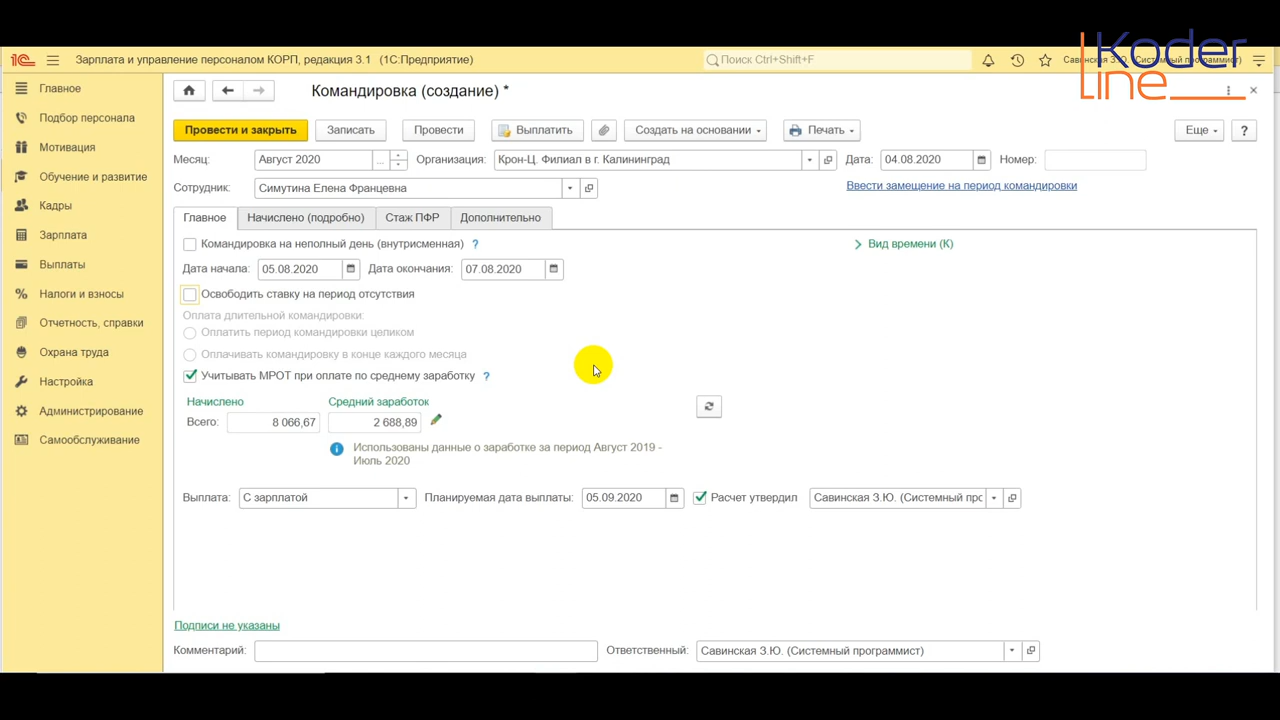 Koder
line
1С Зарплата и управление персоналом КОРП, редакция 3.1 (1С:Предприятие) Поиск Ctrl+Shift+F
Главное
Подбор персонала
Мотивация
Обучение и развитие
Кадры
Зарплата
Выплаты
Налоги и взносы
Отчетность, справки
Охрана труда
Настройка
Администрирование
Самообслуживание
Командировка (создание) *
Провести и закрыть Записать Провести Выплатить Создать на основании Печать Еще ?
Месяц: Август 2020 ... Организация: Крон-Ц. Филиал в г. Калининград Дата: 04.08.2020 Номер:
Сотрудник: Симутина Елена Францевна Ввести замещение на период командировки
Главное Начислено (подробно) Стаж ПФР Дополнительно
Командировка на неполный день (внутрисменная) ? Вид времени (К)
Дата начала: 05.08.2020 Дата окончания: 07.08.2020
Освободить ставку на период отсутствия
Оплата длительной командировки:
Оплатить период командировки целиком
Оплачивать командировку в конце каждого месяца
Учитывать МРОТ при оплате по среднему заработку ?
Начислено Средний заработок
Всего: 8 066,67 2 688,89
Использованы данные о заработке за период Август 2019 -
Июль 2020
Выплата: С зарплатой Планируемая дата выплаты: 05.09.2020 Расчет утвердил Савинская З.Ю. (Системный прс
Подписи не указаны
Комментарий: Ответственный: Савинская З.Ю. (Системный программист)